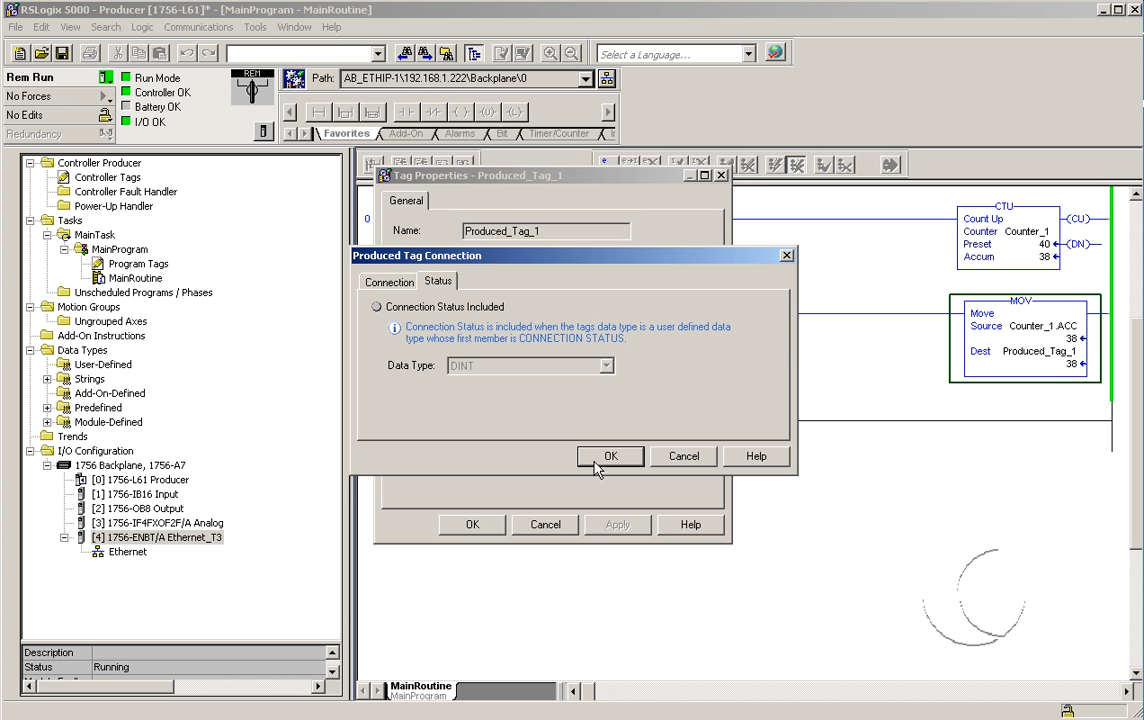 RSLogix 5000 - Producer [1756-L61]* - [MainProgram - MainRoutine]
File Edit View Search Logic Communications Tools Window Help
Select a Language...
Rem Run
No Forces
No Edits
Redundancy
Run Mode
Controller OK
Battery OK
I/O OK
REM
Path: AB_ETHIP-1\192.168.1.222\Backplane\0
Favorites Add-On Alarms Bit Timer/Counter
Controller Producer
Controller Tags
Controller Fault Handler
Power-Up Handler
Tasks
MainTask
MainProgram
Program Tags
MainRoutine
Unscheduled Programs / Phases
Motion Groups
Ungrouped Axes
Add-On Instructions
Data Types
User-Defined
Strings
Add-On-Defined
Predefined
Module-Defined
Trends
I/O Configuration
1756 Backplane, 1756-A7
[0] 1756-L61 Producer
[1] 1756-IB16 Input
[2] 1756-OB8 Output
[3] 1756-IF4FXOF2F/A Analog
[4] 1756-ENBT/A Ethernet_T3
Ethernet
Description
Status Running
Tag Properties - Produced_Tag_1
General
Name: Produced_Tag_1
Produced Tag Connection
Connection Status
Connection Status Included
Connection Status is included when the tags data type is a user defined data
type whose first member is CONNECTION STATUS.
Data Type: DINT
OK Cancel Help
OK Cancel Apply Help
0
CTU
Count Up
Counter Counter_1
Preset 40
Accum 38
CU
DN
MOV
Move
Source Counter_1.ACC
38
Dest Produced_Tag_1
38
MainRoutine
MainProgram